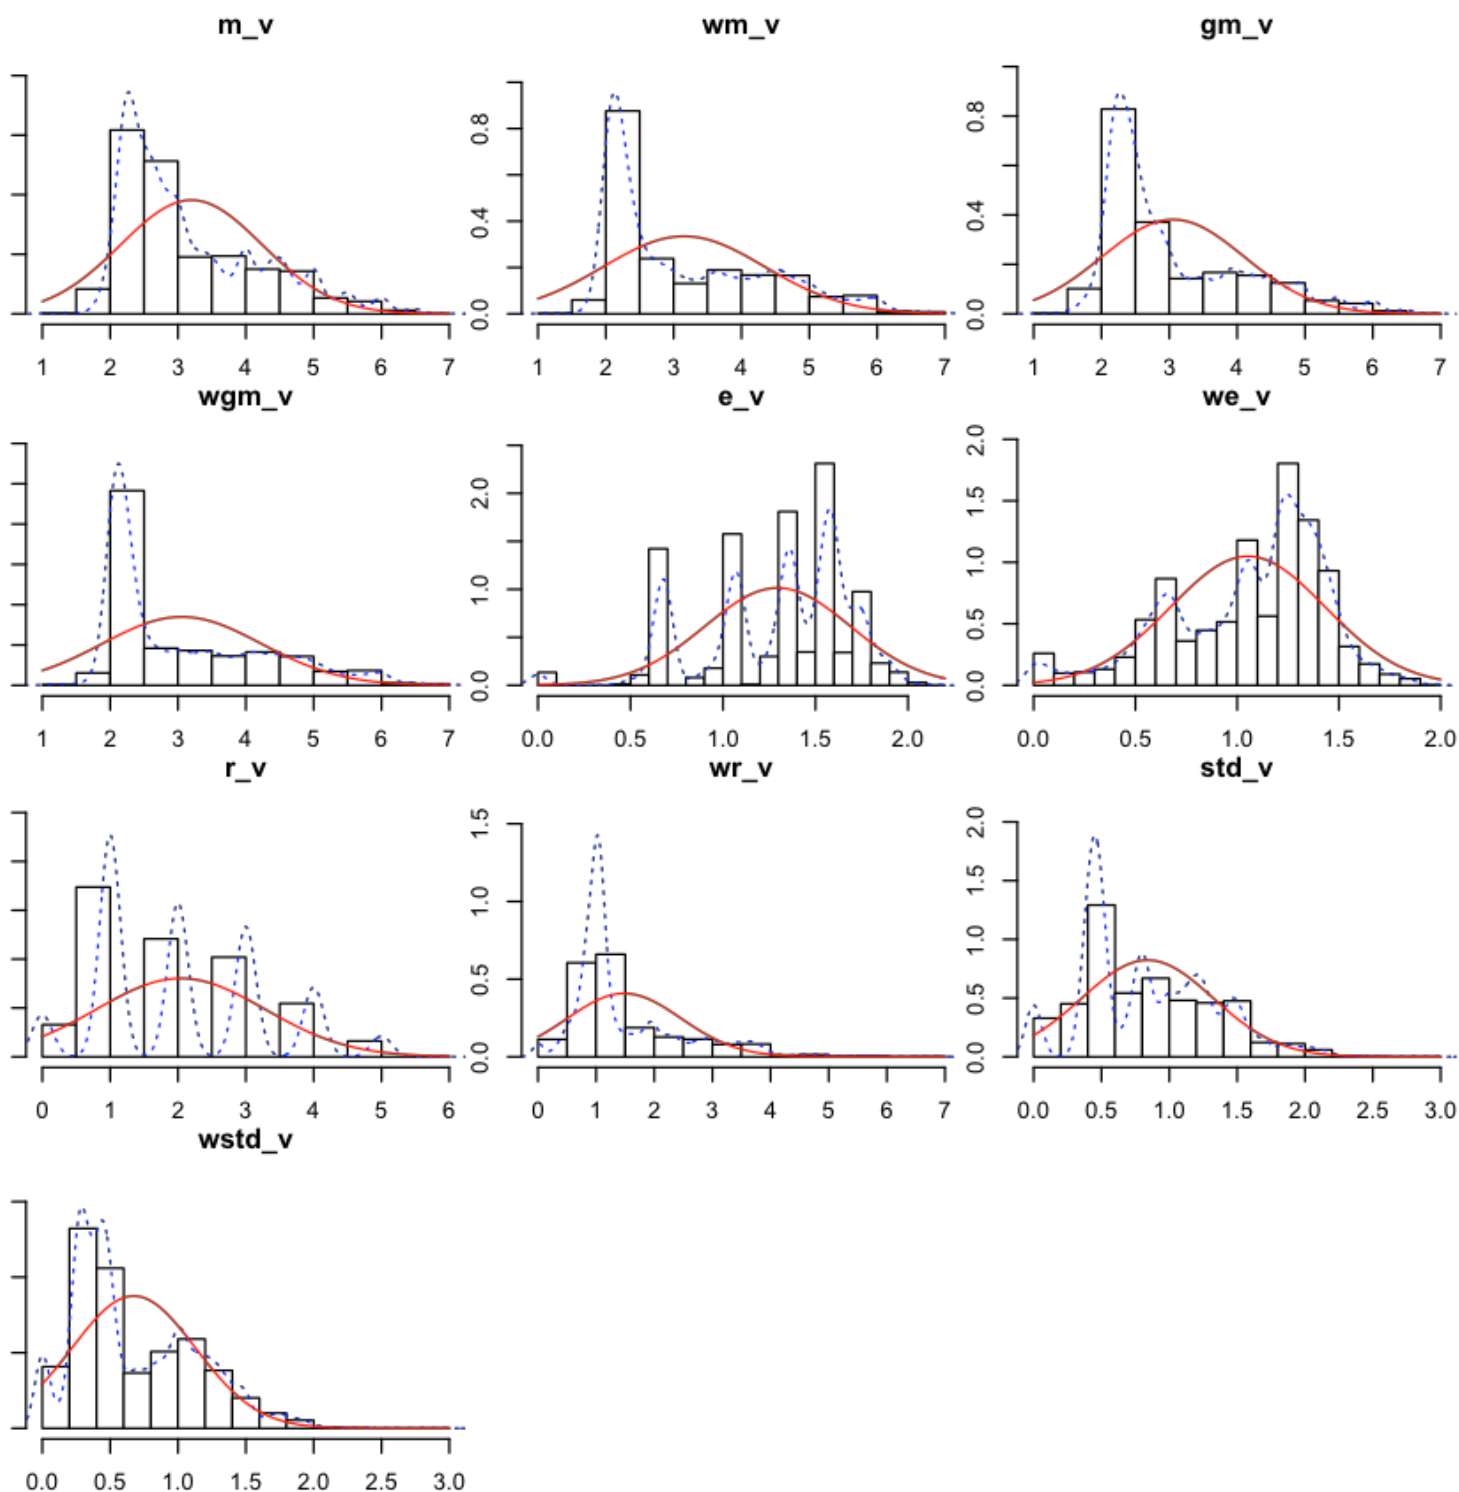 m_v wm_v gm_v
0.0 0.4 0.8
0.0 0.4 0.8
1 2 3 4 5 6 7
1 2 3 4 5 6 7
1 2 3 4 5 6 7
wgm_v e_v we_v
0.0 1.0 2.0
0.0 0.5 1.0 1.5 2.0
1 2 3 4 5 6 7
0.0 0.5 1.0 1.5 2.0
0.0 0.5 1.0 1.5 2.0
r_v wr_v std_v
0.0 0.5 1.0 1.5
0.0 0.5 1.0 1.5 2.0
0 1 2 3 4 5 6
0 1 2 3 4 5 6 7
0.0 0.5 1.0 1.5 2.0 3.0
wstd_v
0.0 0.5 1.0 1.5 2.0 2.5 3.0